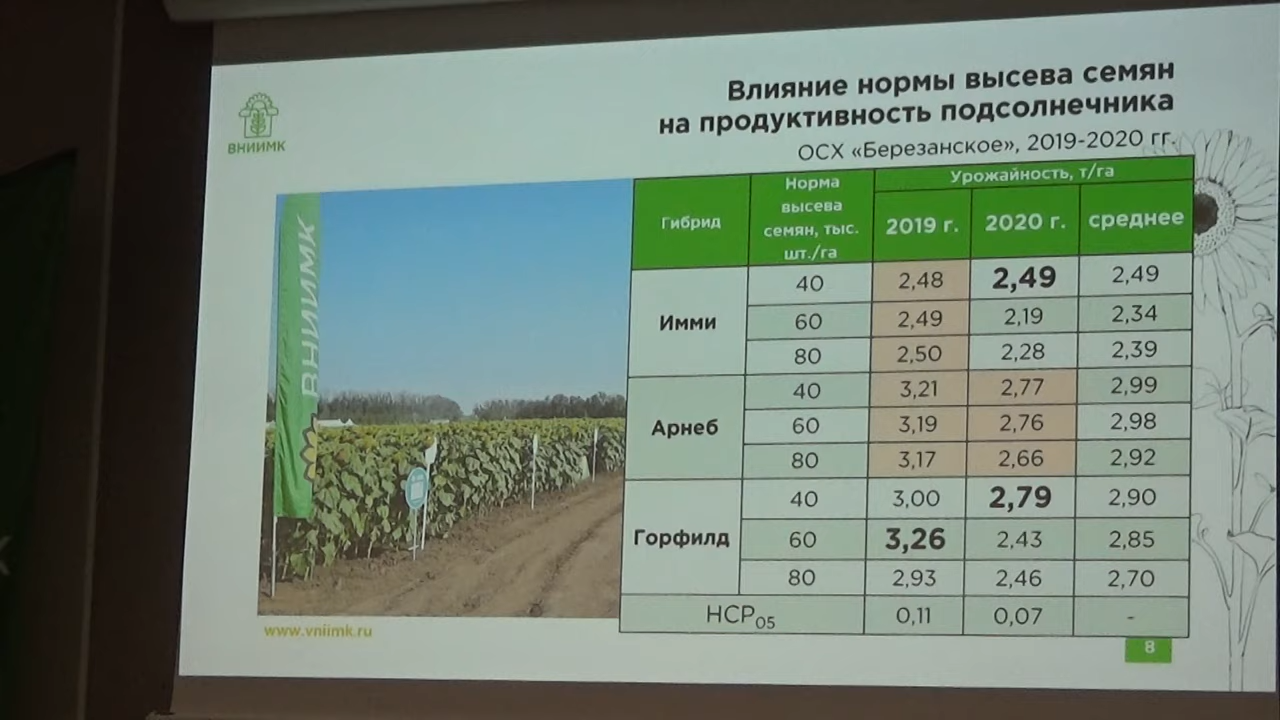 Влияние нормы высева семян
на продуктивность подсолнечника
ОСХ «Березанское», 2019-2020 гг.
ВНИИМК
ВНИИМК
Гибрид
Норма
высева
семян, тыс.
шт./га
Урожайность, т/га
2019 г. 2020 г. среднее
Имми
40 2,48 2,49 2,49
60 2,49 2,19 2,34
80 2,50 2,28 2,39
Арнеб
40 3,21 2,77 2,99
60 3,19 2,76 2,98
80 3,17 2,66 2,92
Горфилд
40 3,00 2,79 2,90
60 3,26 2,43 2,85
80 2,93 2,46 2,70
НСР05 0,11 0,07 -
www.vniimk.ru
8